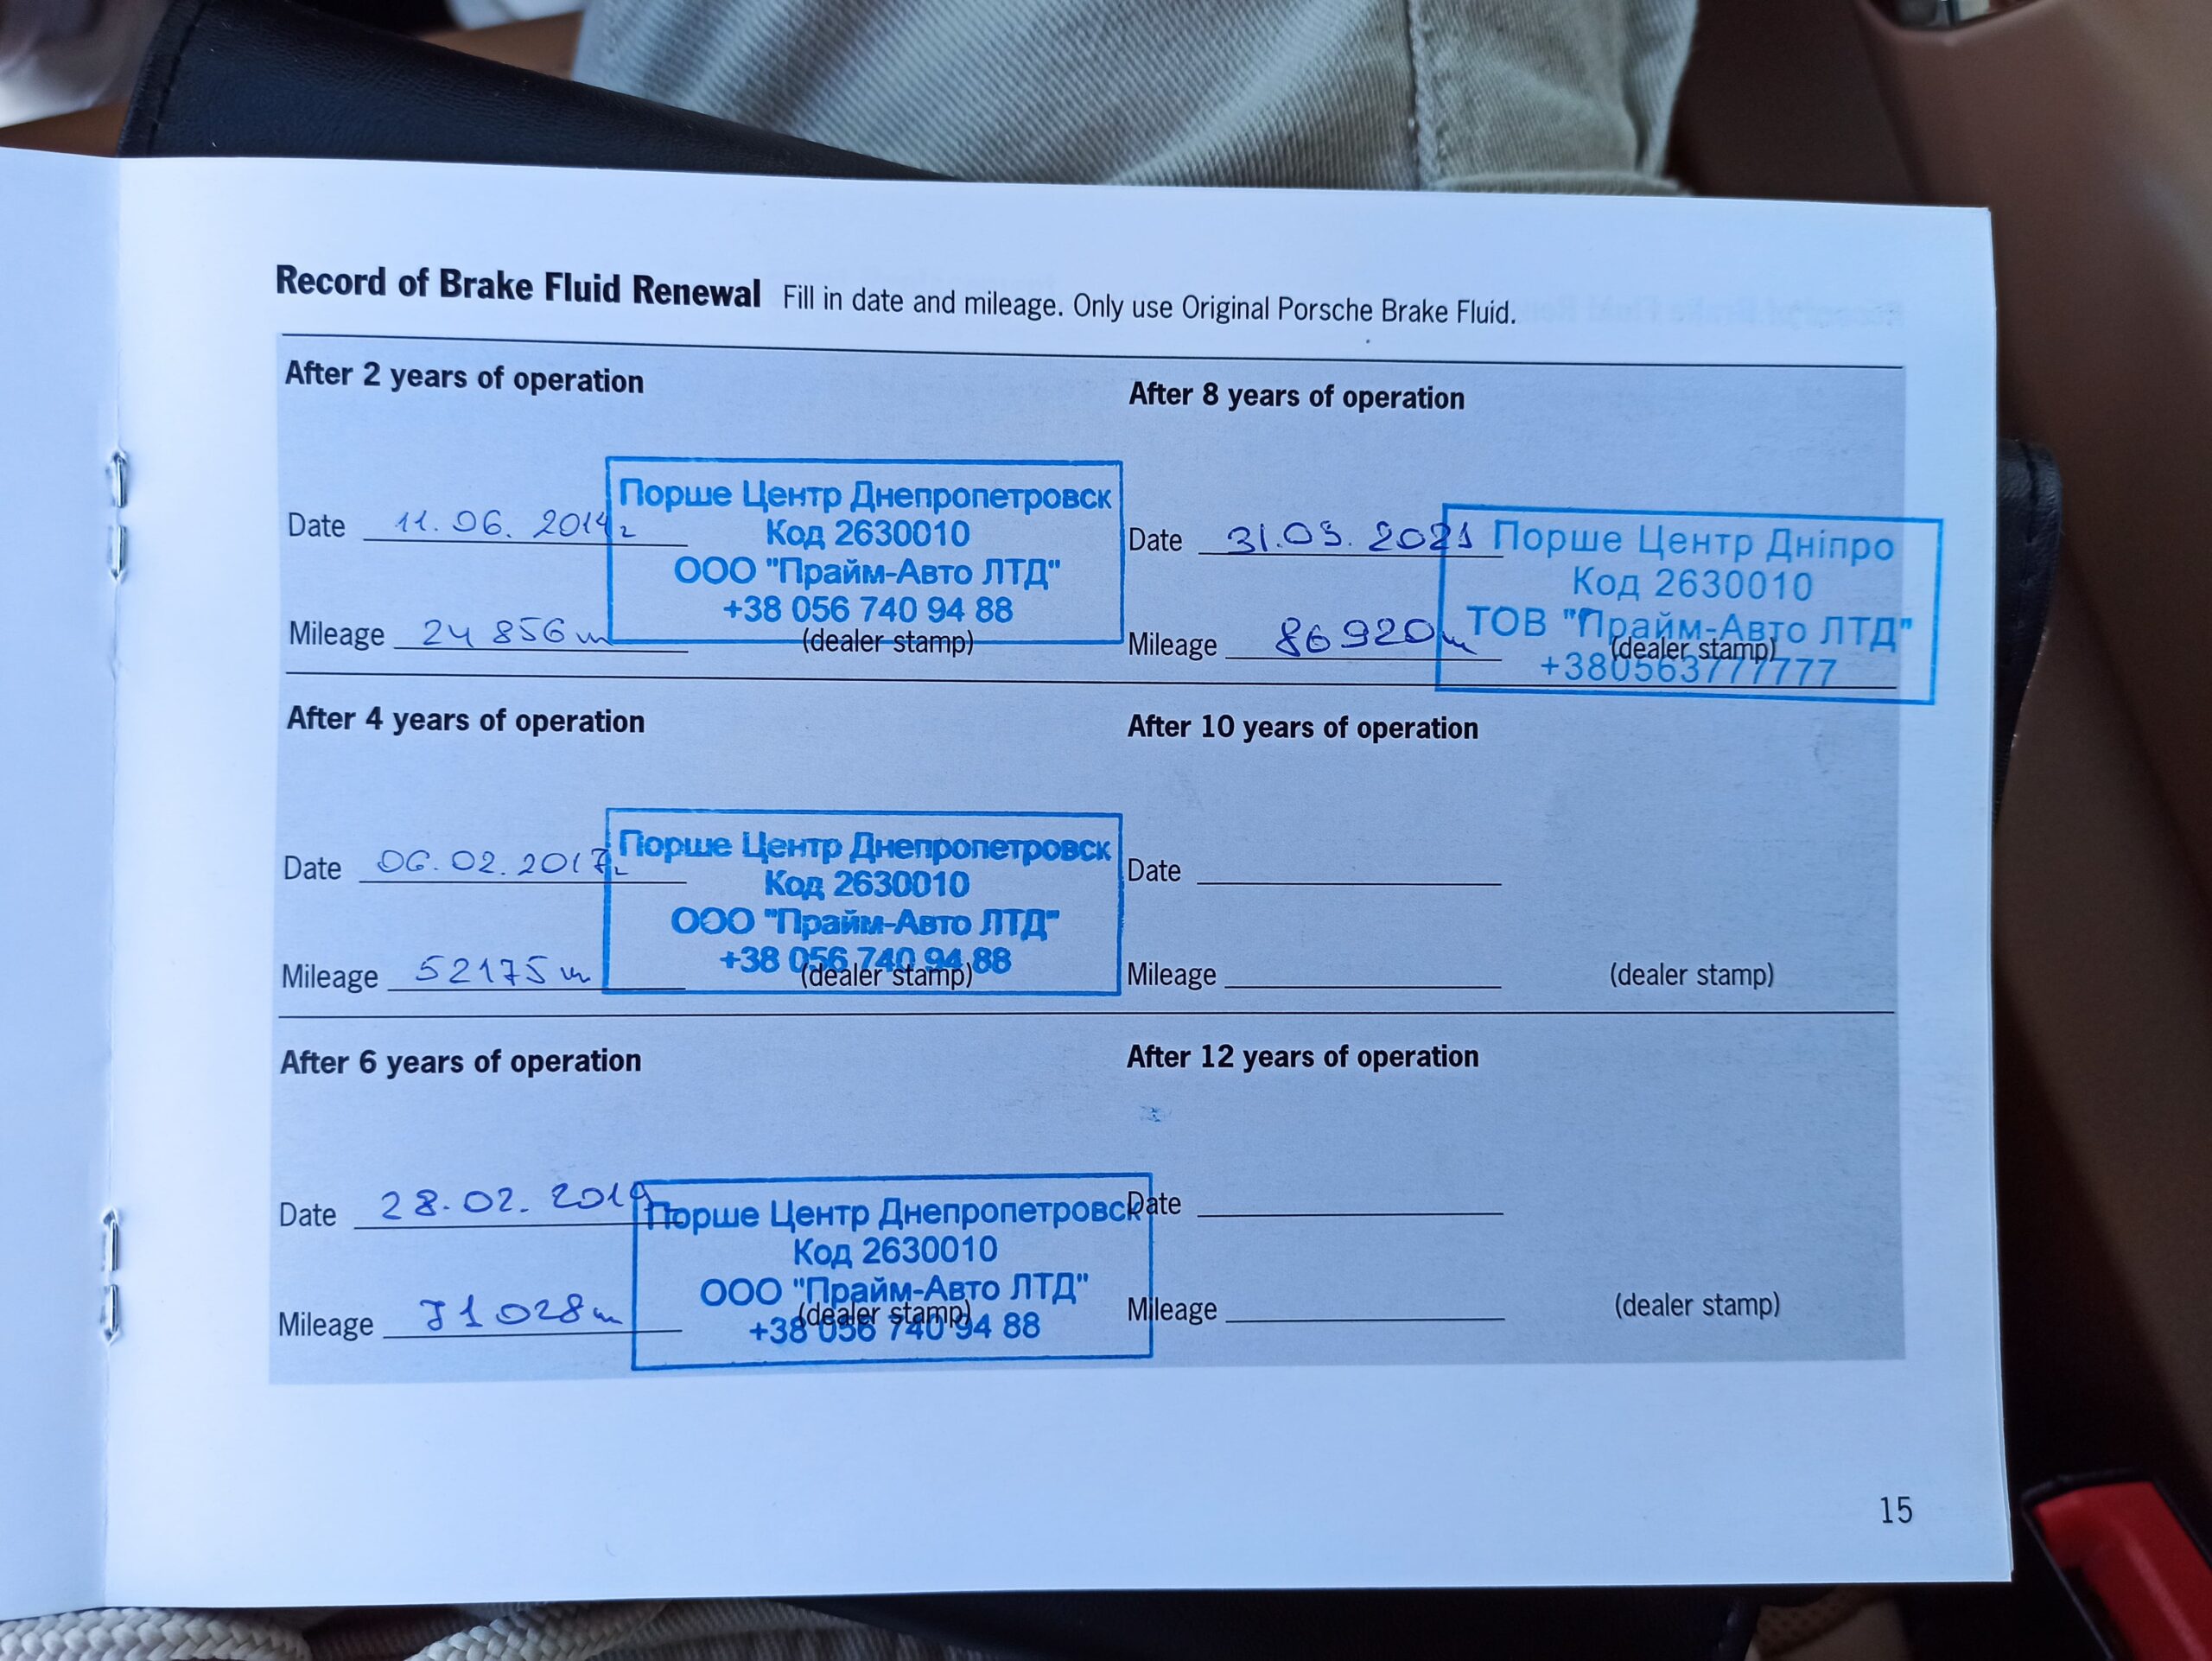 Record of Brake Fluid Renewal Fill in date and mileage. Only use Original Porsche Brake Fluid.
After 2 years of operation
Date 11.06.2014г
Mileage 24 856 км
Порше Центр Днепропетровск
Код 2630010
ООО "Прайм-Авто ЛТД"
+38 056 740 94 88
(dealer stamp)
After 8 years of operation
Date 31.03.2021
Mileage 86920км
Порше Центр Дніпро
Код 2630010
ТОВ "Прайм-Авто ЛТД"
(dealer stamp)
+380563777777
After 4 years of operation
Date 06.02.2017г
Mileage 52175 км
Порше Центр Днепропетровск
Код 2630010
ООО "Прайм-Авто ЛТД"
+38 056 740 94 88
(dealer stamp)
After 10 years of operation
Date
Mileage
(dealer stamp)
After 6 years of operation
Date 28.02.2019
Mileage 71028км
Порше Центр Днепропетровск
Код 2630010
ООО "Прайм-Авто ЛТД"
(dealer stamp)
+38 056 740 94 88
After 12 years of operation
Date
Mileage
(dealer stamp)
15